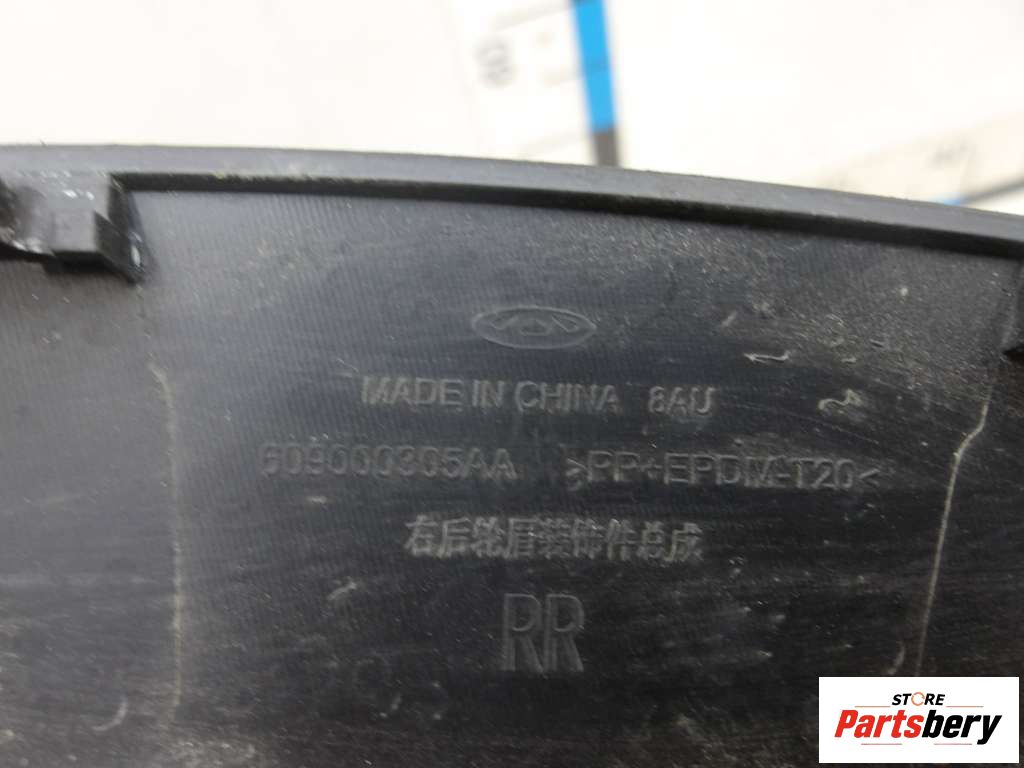 MADE IN CHINA 8AU
609000305AA >PP+EPDM-T20<
右后轮眉装饰件总成
RR
STORE
Partsbery